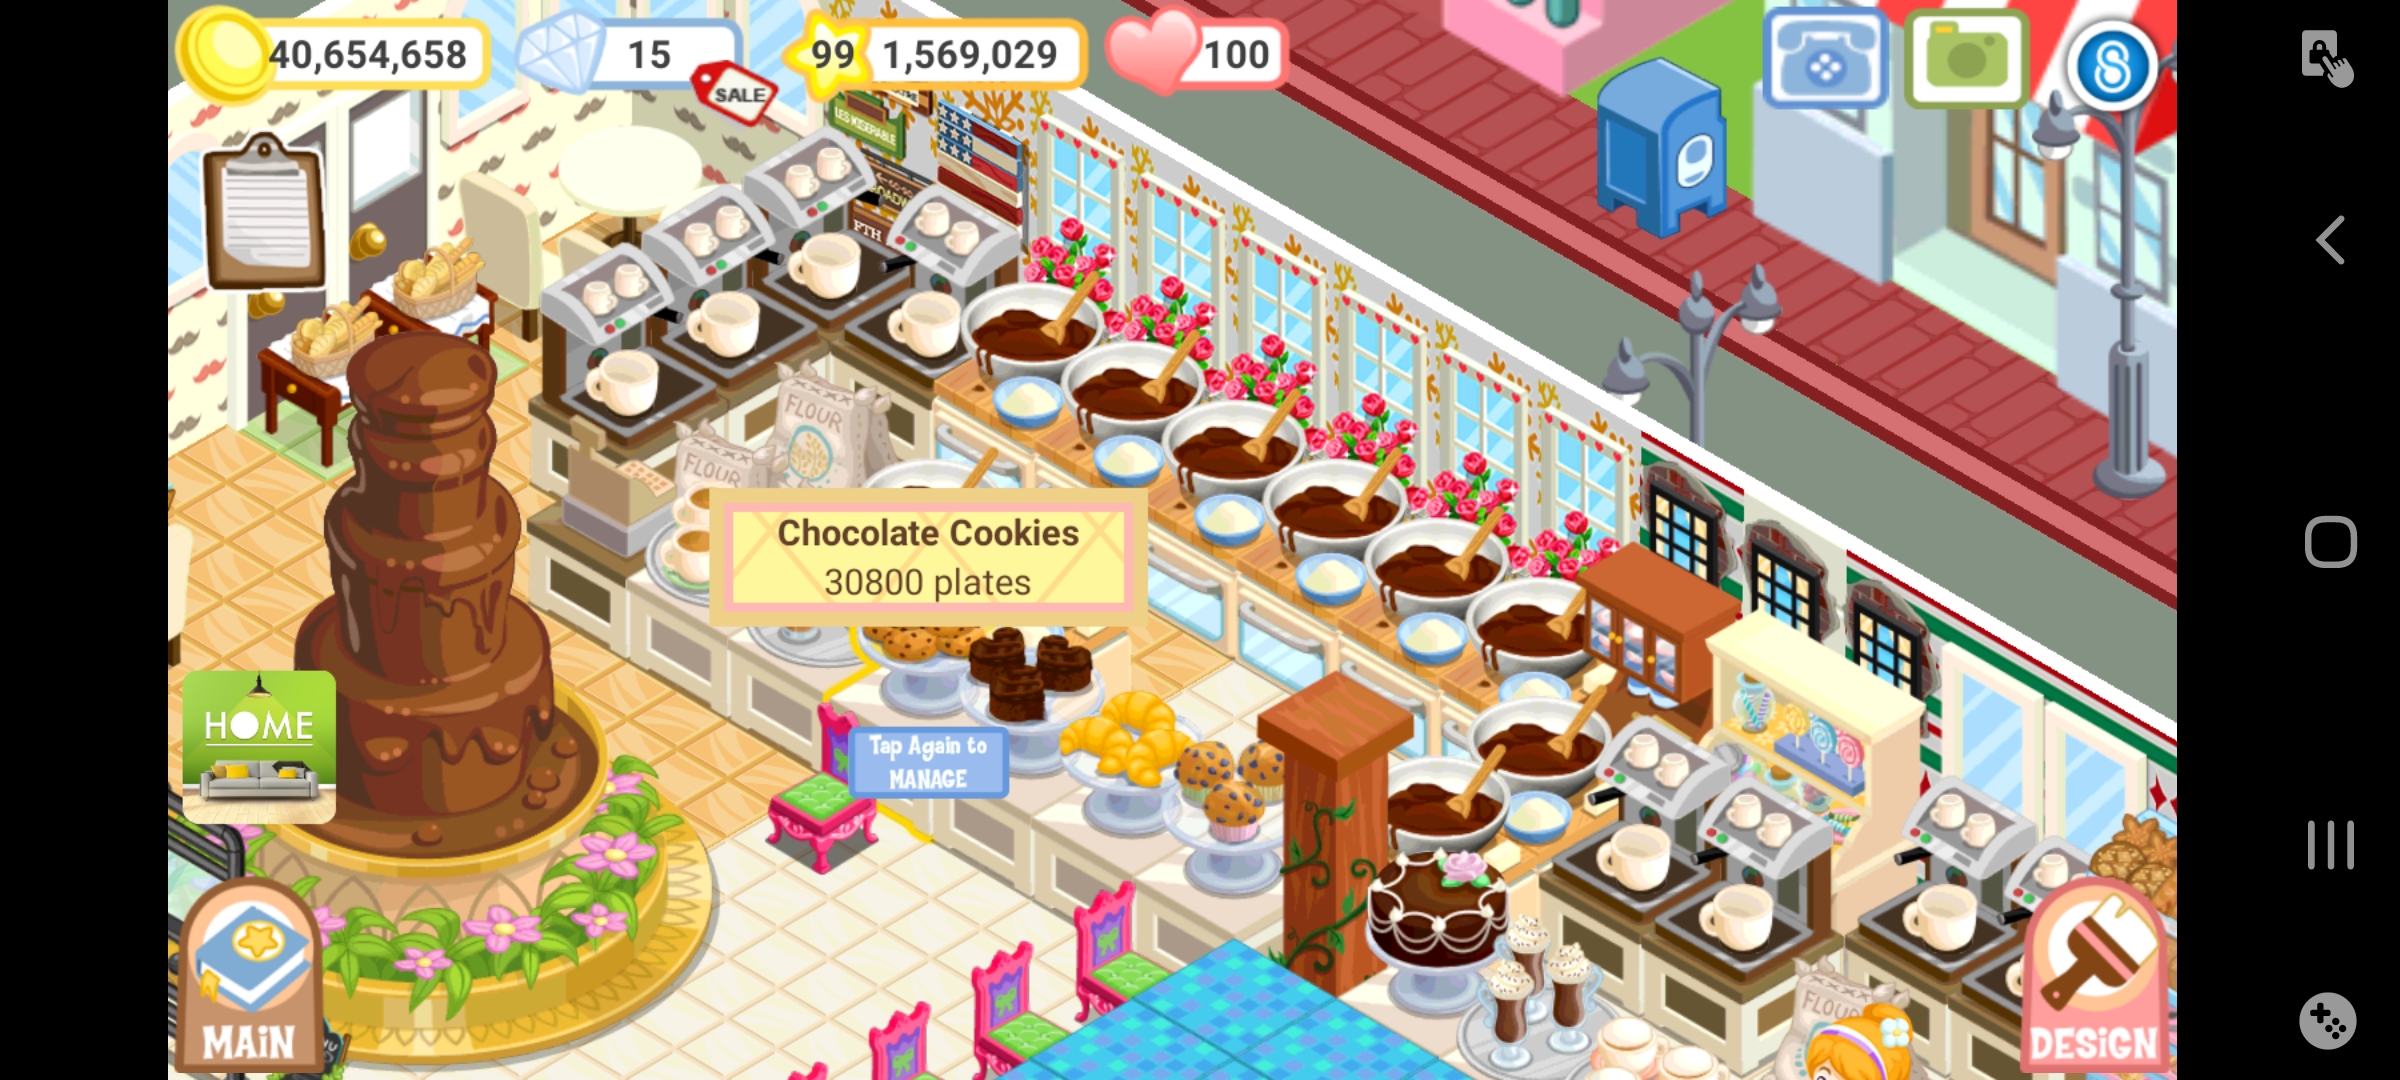 40,654,658
15
SALE
99
1,569,029
100
LES MISERABLE
FTH
FLOUR
FLOUR
Chocolate Cookies
30800 plates
HOME
Tap Again to
MANAGE
FLOUR
MAiN
DESiGN